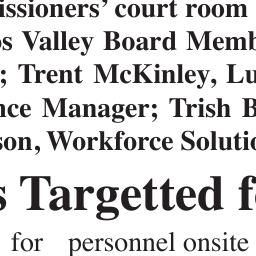 issioners’ court room
os Valley Board Memb
; Trent McKinley, Lu
nce Manager; Trish B
son, Workforce Solutio
s Targetted f
for personnel onsite